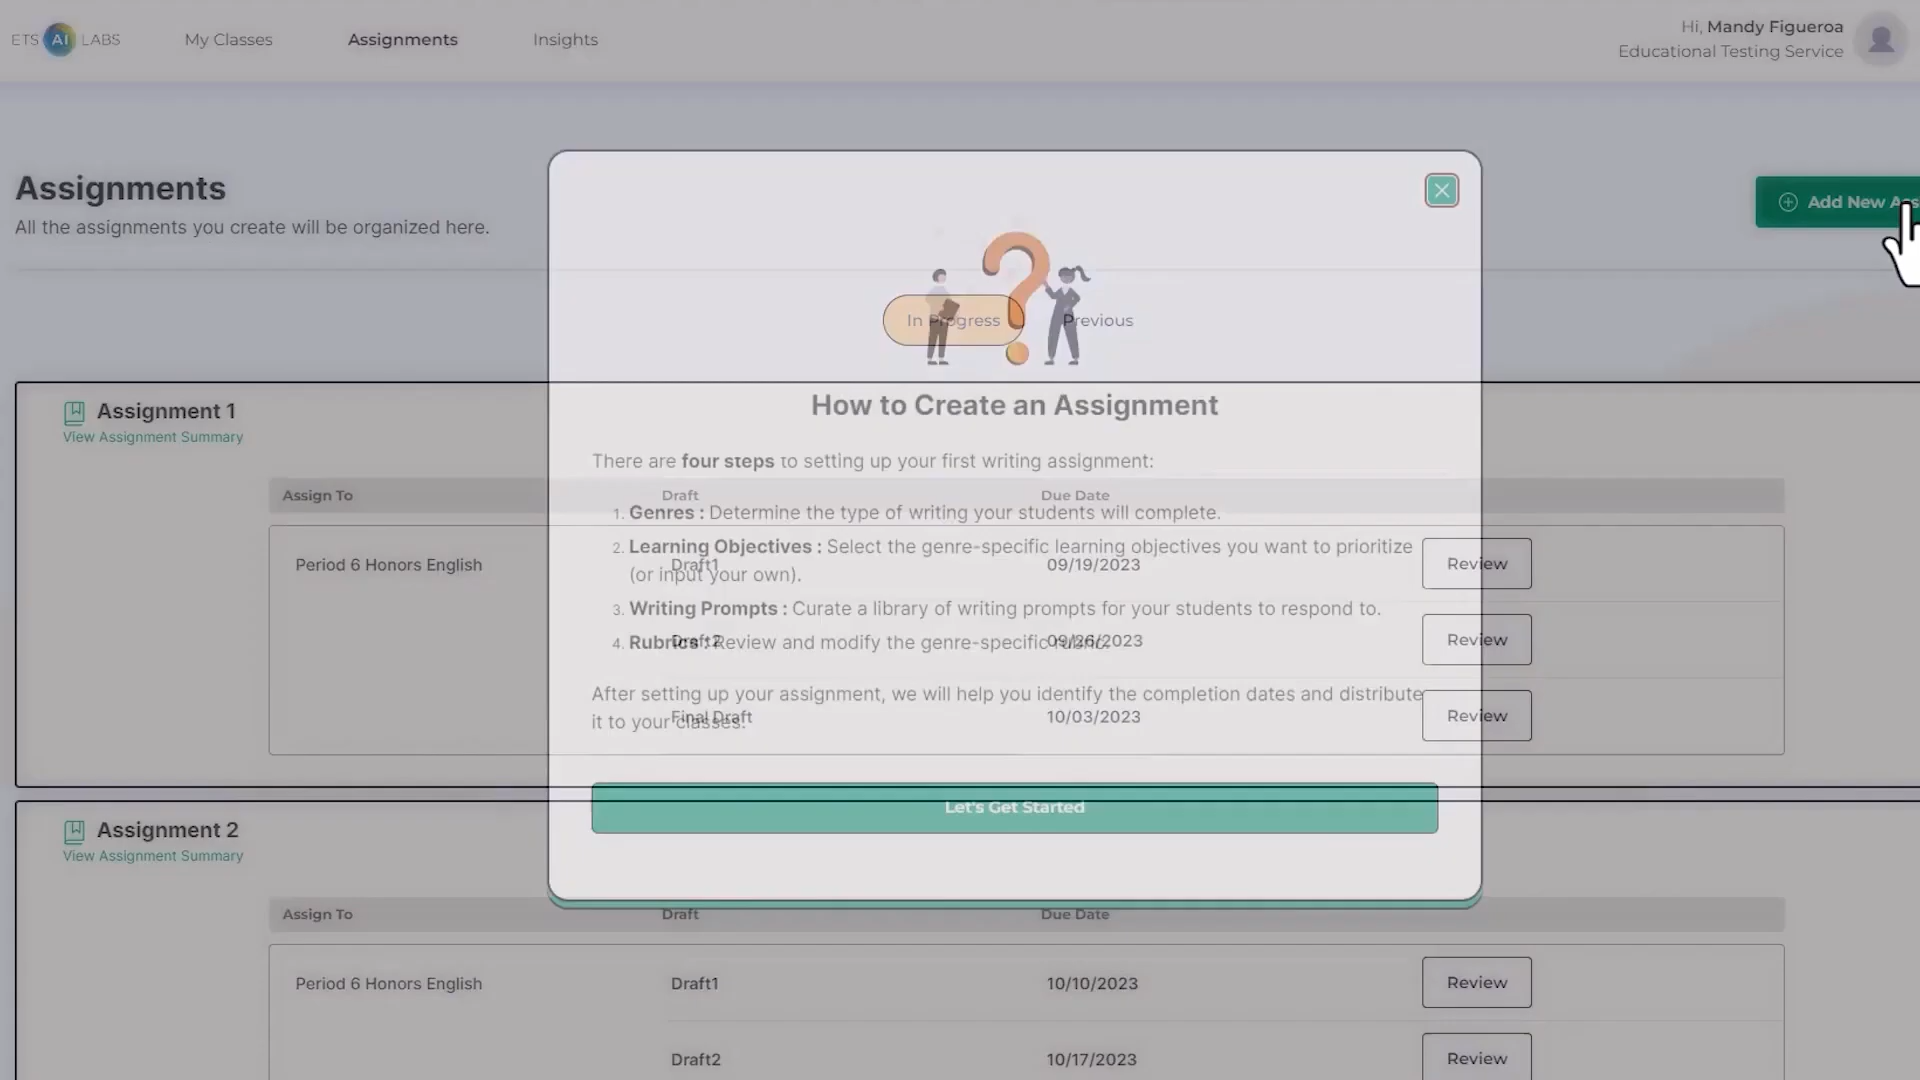 ETS AI LABS
My Classes
Assignments
Insights
Hi, Mandy Figueroa
Educational Testing Service
Assignments
All the assignments you create will be organized here.
Add New
In Progress
Previous
How to Create an Assignment
There are four steps to setting up your first writing assignment:
1. Genres : Determine the type of writing your students will complete.
2. Learning Objectives : Select the genre-specific learning objectives you want to prioritize
(or input your own).
3. Writing Prompts : Curate a library of writing prompts for your students to respond to.
4. Rubrics : Review and modify the genre-specific rubric.
After setting up your assignment, we will help you identify the completion dates and distribute
it to your classes.
Let's Get Started
Assignment 1
View Assignment Summary
Assign To
Draft
Due Date
Period 6 Honors English
Draft1
09/19/2023
Review
Draft2
09/26/2023
Review
Final Draft
10/03/2023
Review
Assignment 2
View Assignment Summary
Assign To
Draft
Due Date
Period 6 Honors English
Draft1
10/10/2023
Review
Draft2
10/17/2023
Review